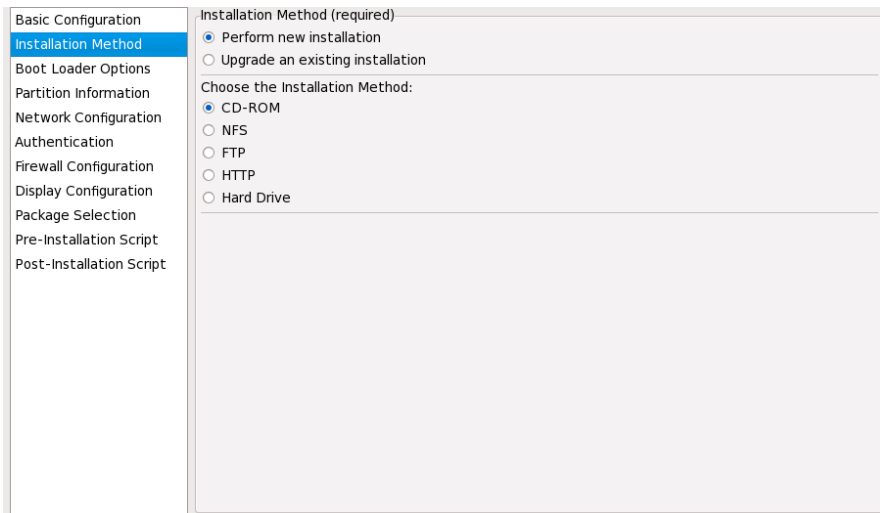 Basic Configuration
Installation Method
Boot Loader Options
Partition Information
Network Configuration
Authentication
Firewall Configuration
Display Configuration
Package Selection
Pre-Installation Script
Post-Installation Script
Installation Method (required)
Perform new installation
Upgrade an existing installation
Choose the Installation Method:
CD-ROM
NFS
FTP
HTTP
Hard Drive